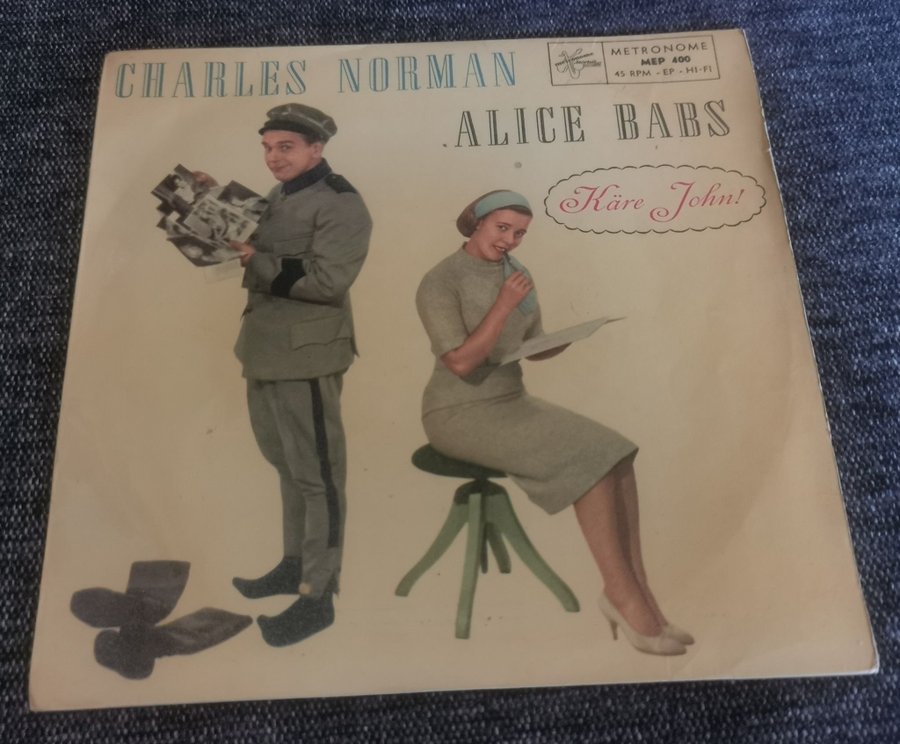 CHARLES NORMAN
METRONOME
MEP 400
45 RPM - EP - HI-FI
ALICE BABS
Käre John!